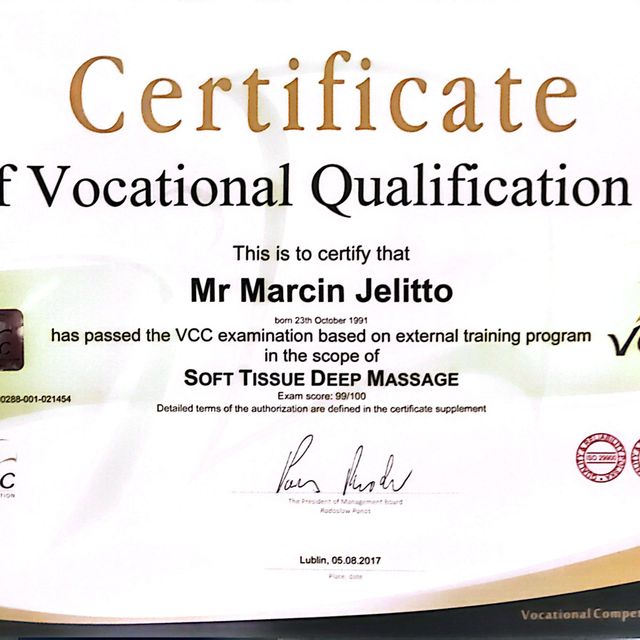 Certificate
f Vocational Qualification
This is to certify that
Mr Marcin Jelitto
born 23th October 1991
has passed the VCC examination based on external training program
in the scope of
SOFT TISSUE DEEP MASSAGE
Exam score: 99/100
0288-001-021454
Detailed terms of the authorization are defined in the certificate supplement
ISO 29990
The President of Management Board
Lublin, 05.08.2017
Place, date
Vocational Compe